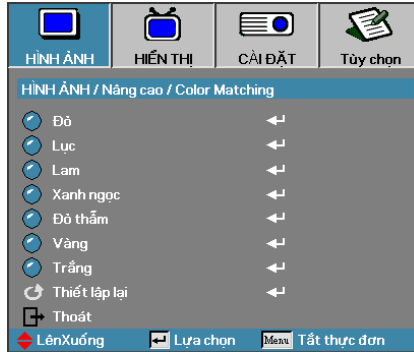 HÌNH ẢNH HIỂN THỊ CÀI ĐẶT Tùy chọn
HÌNH ẢNH / Nâng cao / Color Matching
Đỏ
Lục
Lam
Xanh ngọc
Đỏ thẫm
Vàng
Trắng
Thiết lập lại
Thoát
LênXuống Lựa chọn Menu Tắt thực đơn